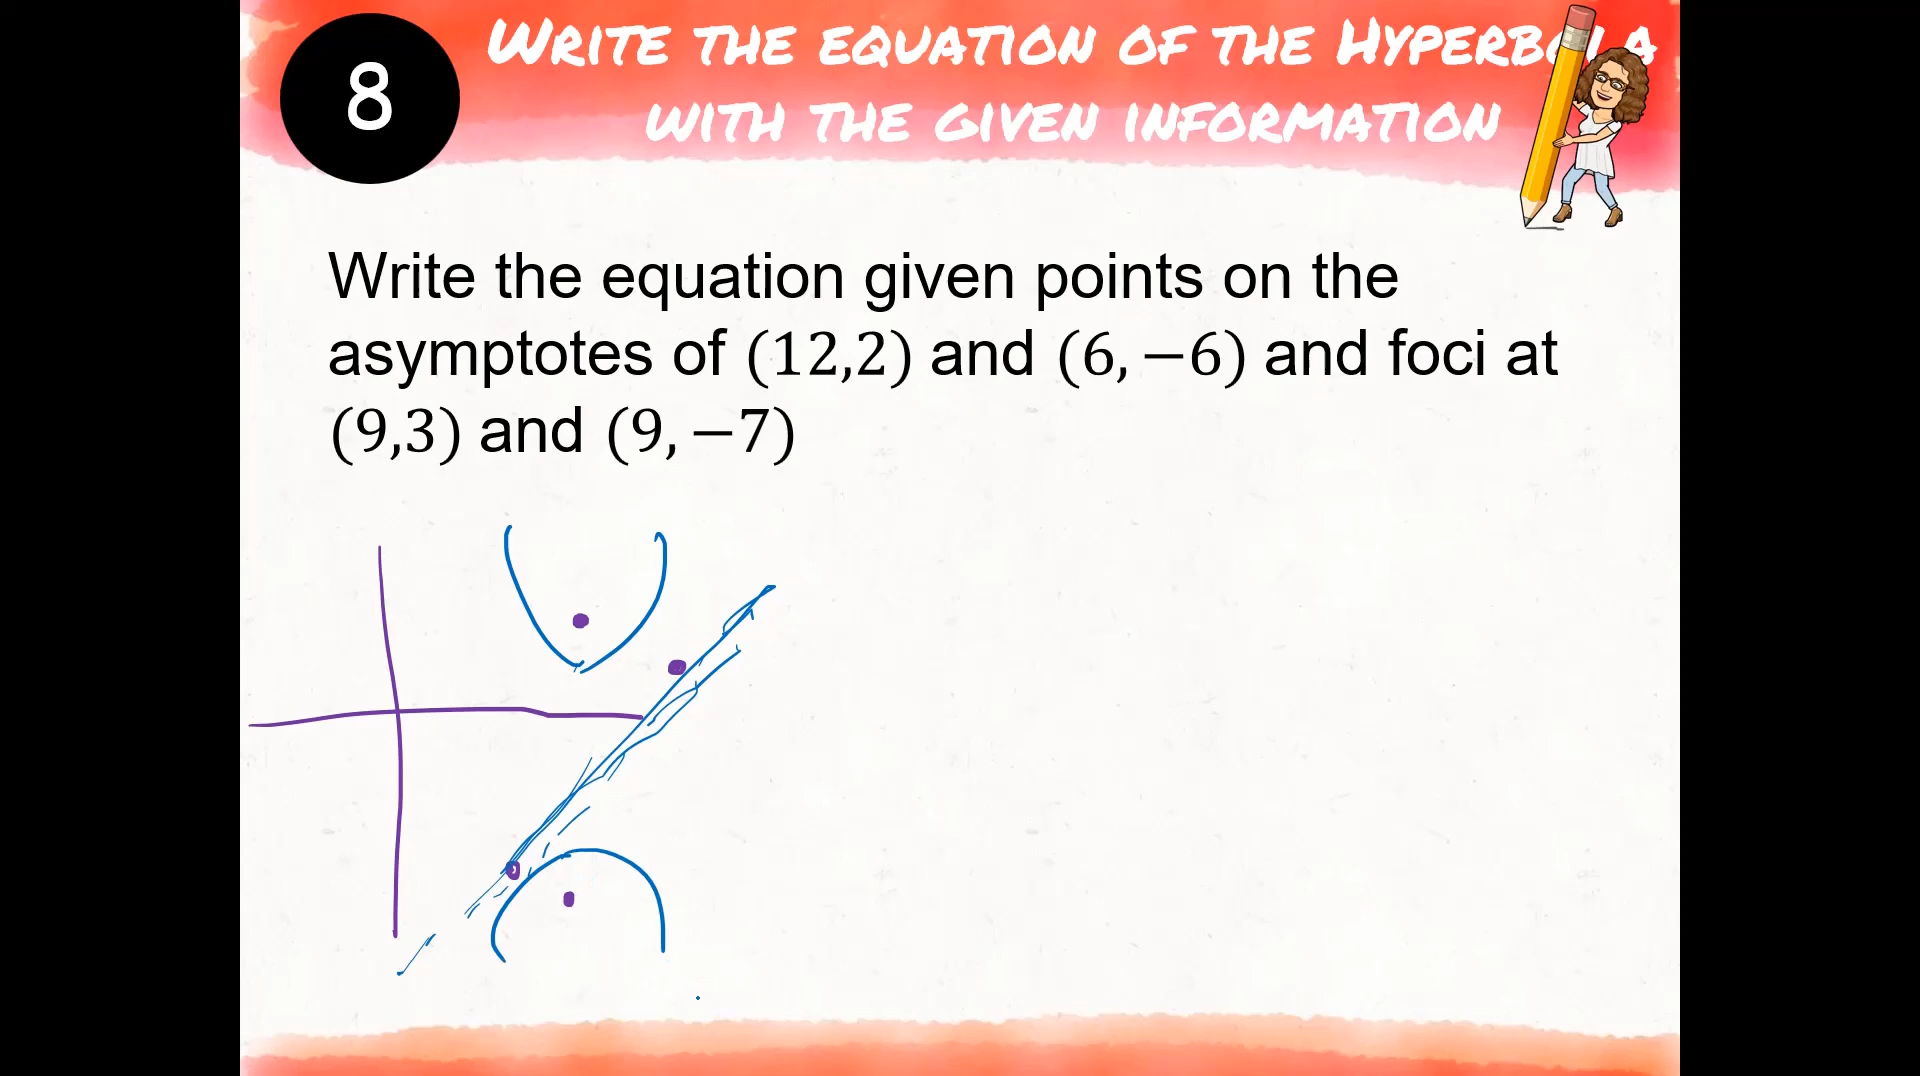 8
WRITE THE EQUATION OF THE HYPERBOLA
WITH THE GIVEN INFORMATION
Write the equation given points on the
asymptotes of (12,2) and (6, −6) and foci at
(9,3) and (9, −7)